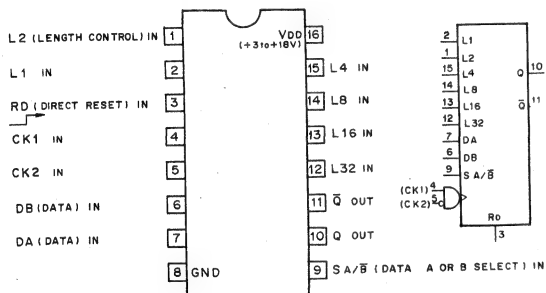 L2 (LENGTH CONTROL) IN 1
L1 IN 2
RD (DIRECT RESET) IN 3
CK1 IN 4
CK2 IN 5
DB (DATA) IN 6
DA (DATA) IN 7
8 GND
VDD 16
(+3 to +18V)
15 L4 IN
14 L8 IN
13 L16 IN
12 L32 IN
11 Q̅ OUT
10 Q OUT
9 S A/B̅ (DATA A OR B SELECT) IN
2 L1
1 L2
15 L4
14 L8
13 L16
12 L32
7 DA
6 DB
9 S A/B̅
(CK1) 4
(CK2) 5
Q 10
Q̅ 11
RD
3